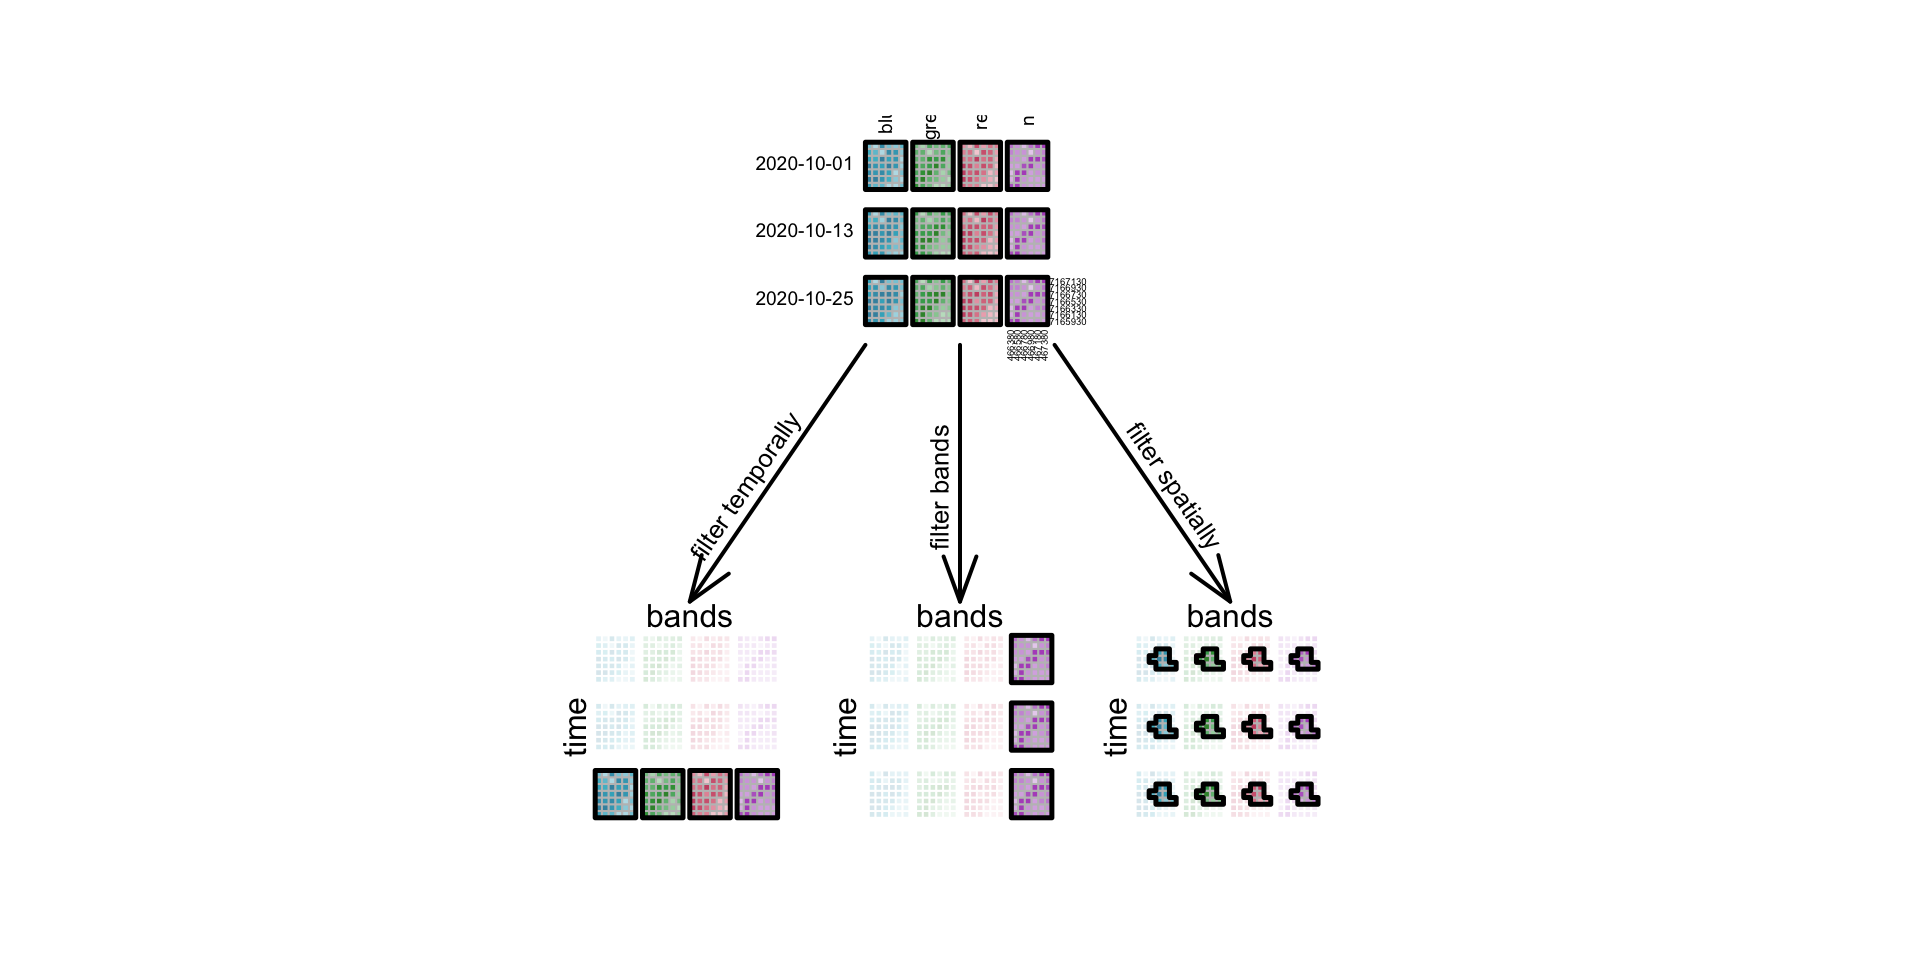 blu
gre
re
n
2020-10-01
2020-10-13
2020-10-25
7167130
7166930
7166730
7166530
7166330
7166130
7165930
466380
466580
466780
466980
467180
467380
filter temporally
filter bands
filter spatially
bands
bands
bands
time
time
time